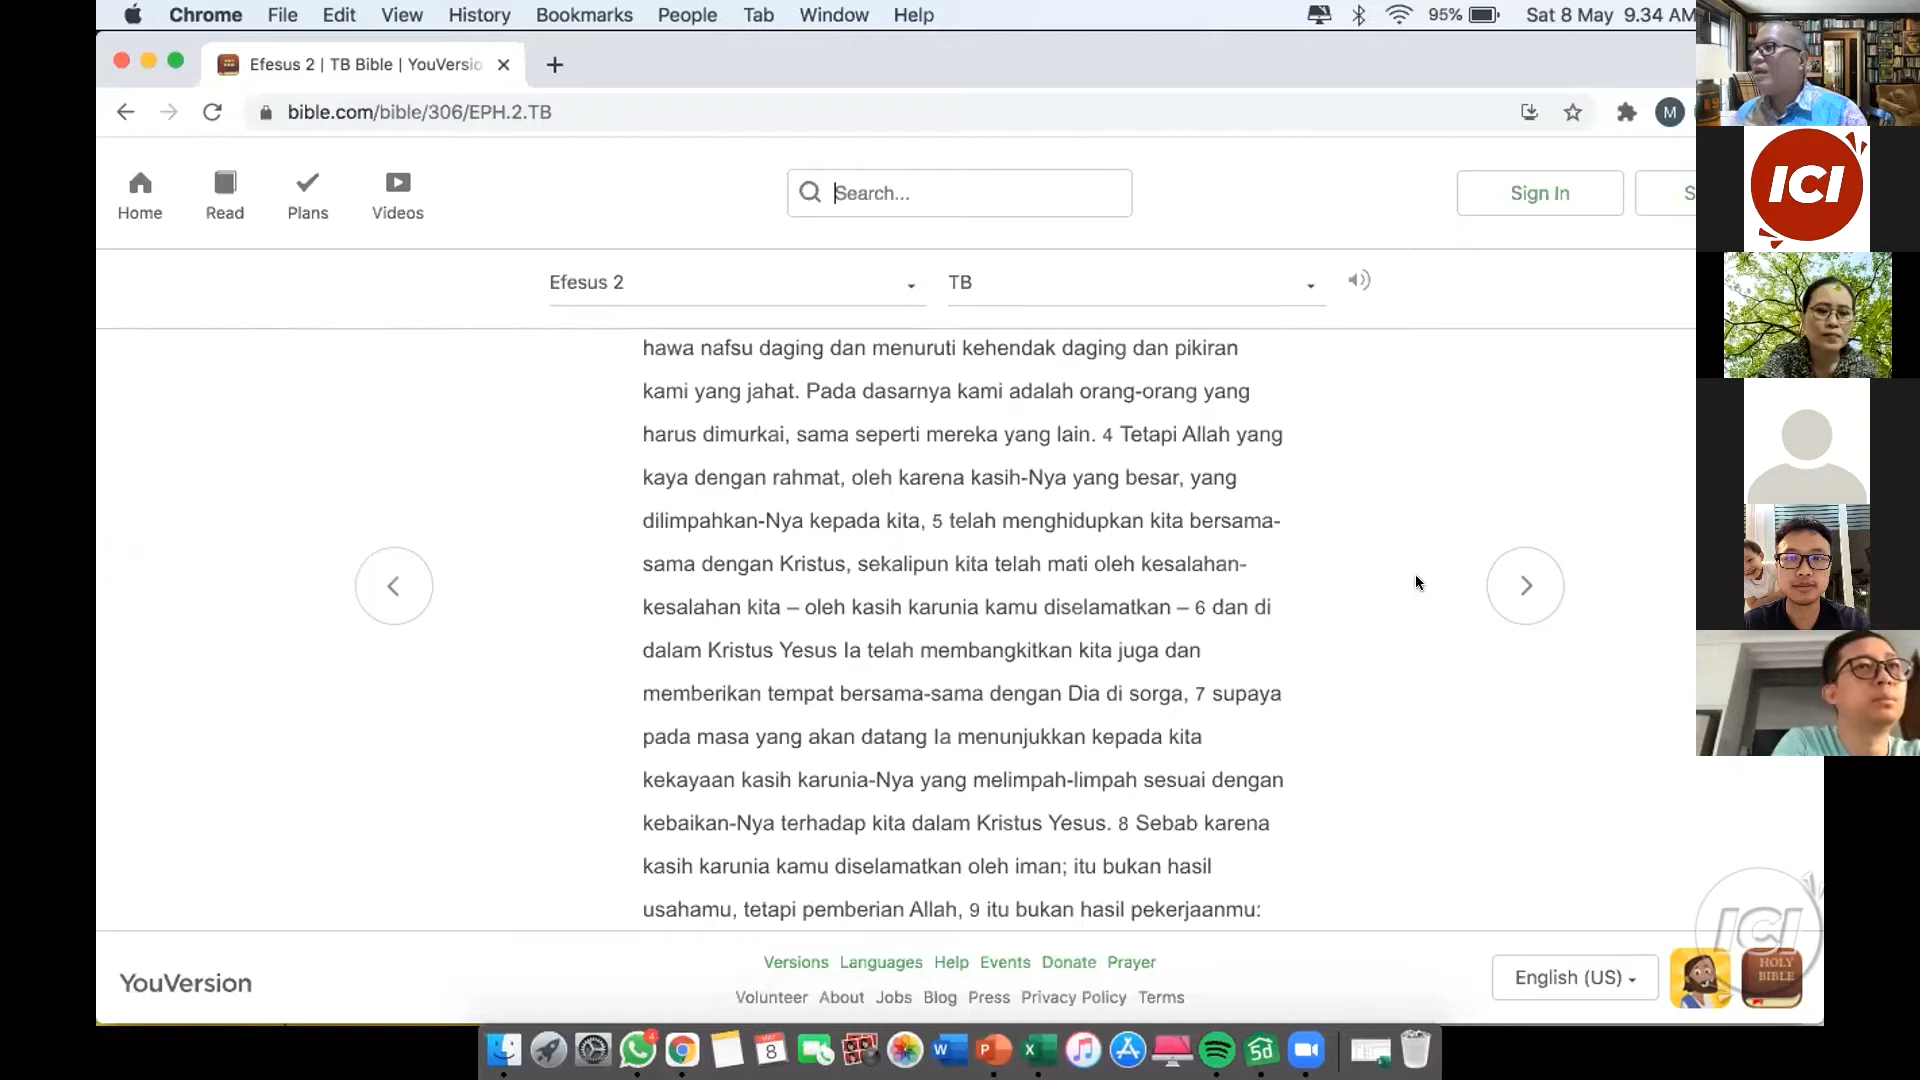 Chrome File Edit View History Bookmarks People Tab Window Help 95% Sat 8 May 9.34 AM
Efesus 2 | TB Bible | YouVersio
bible.com/bible/306/EPH.2.TB M
ICI
Home Read Plans Videos Search... Sign In S
Efesus 2 TB
hawa nafsu daging dan menuruti kehendak daging dan pikiran
kami yang jahat. Pada dasarnya kami adalah orang-orang yang
harus dimurkai, sama seperti mereka yang lain. 4 Tetapi Allah yang
kaya dengan rahmat, oleh karena kasih-Nya yang besar, yang
dilimpahkan-Nya kepada kita, 5 telah menghidupkan kita bersama-
sama dengan Kristus, sekalipun kita telah mati oleh kesalahan-
kesalahan kita – oleh kasih karunia kamu diselamatkan – 6 dan di
dalam Kristus Yesus Ia telah membangkitkan kita juga dan
memberikan tempat bersama-sama dengan Dia di sorga, 7 supaya
pada masa yang akan datang Ia menunjukkan kepada kita
kekayaan kasih karunia-Nya yang melimpah-limpah sesuai dengan
kebaikan-Nya terhadap kita dalam Kristus Yesus. 8 Sebab karena
kasih karunia kamu diselamatkan oleh iman; itu bukan hasil
usahamu, tetapi pemberian Allah, 9 itu bukan hasil pekerjaanmu:
ICI
YouVersion
Versions Languages Help Events Donate Prayer
Volunteer About Jobs Blog Press Privacy Policy Terms
English (US)
HOLY
BIBLE
4 8 W P X 5d